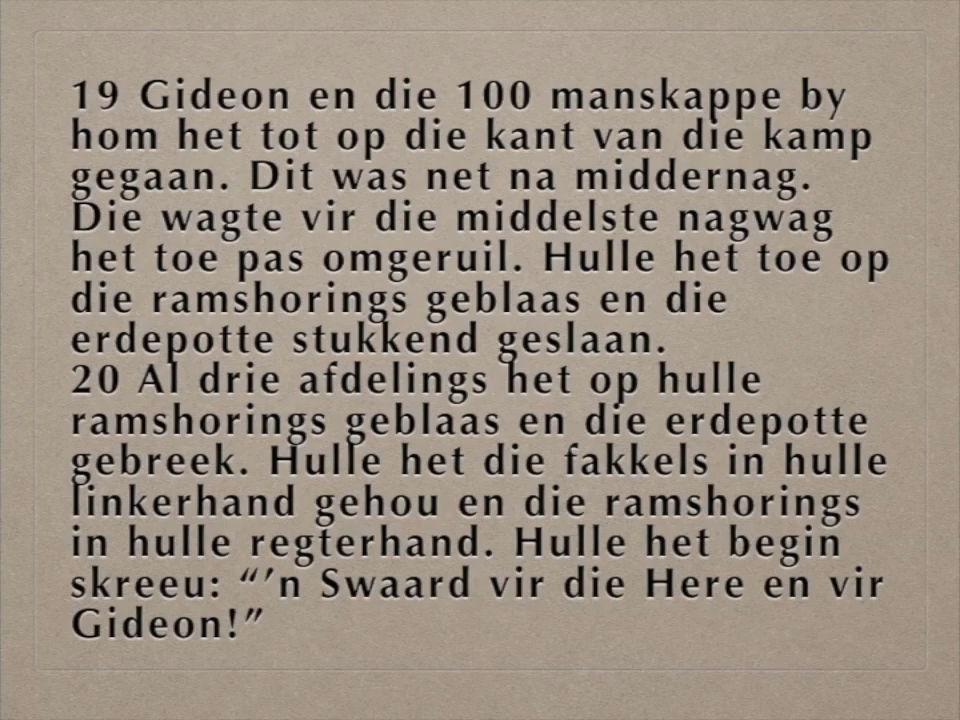 19 Gideon en die 100 manskappe by
hom het tot op die kant van die kamp
gegaan. Dit was net na middernag.
Die wagte vir die middelste nagwag
het toe pas omgeruil. Hulle het toe op
die ramshorings geblaas en die
erdepotte stukkend geslaan.
20 Al drie afdelings het op hulle
ramshorings geblaas en die erdepotte
gebreek. Hulle het die fakkels in hulle
linkerhand gehou en die ramshorings
in hulle regterhand. Hulle het begin
skreeu: “’n Swaard vir die Here en vir
Gideon!”